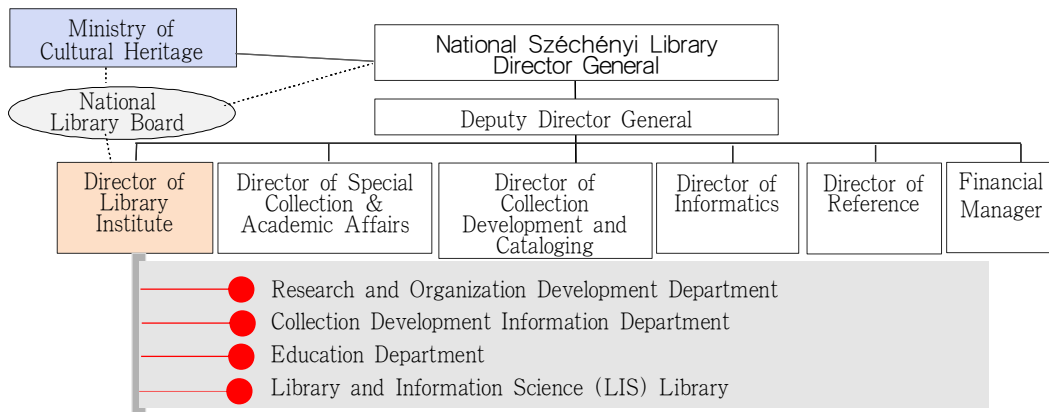 Ministry of
Cultural Heritage
National Széchényi Library
Director General
National
Library Board
Deputy Director General
Director of
Library
Institute
Director of Special
Collection &
Academic Affairs
Director of
Collection
Development and
Cataloging
Director of
Informatics
Director of
Reference
Financial
Manager
Research and Organization Development Department
Collection Development Information Department
Education Department
Library and Information Science (LIS) Library